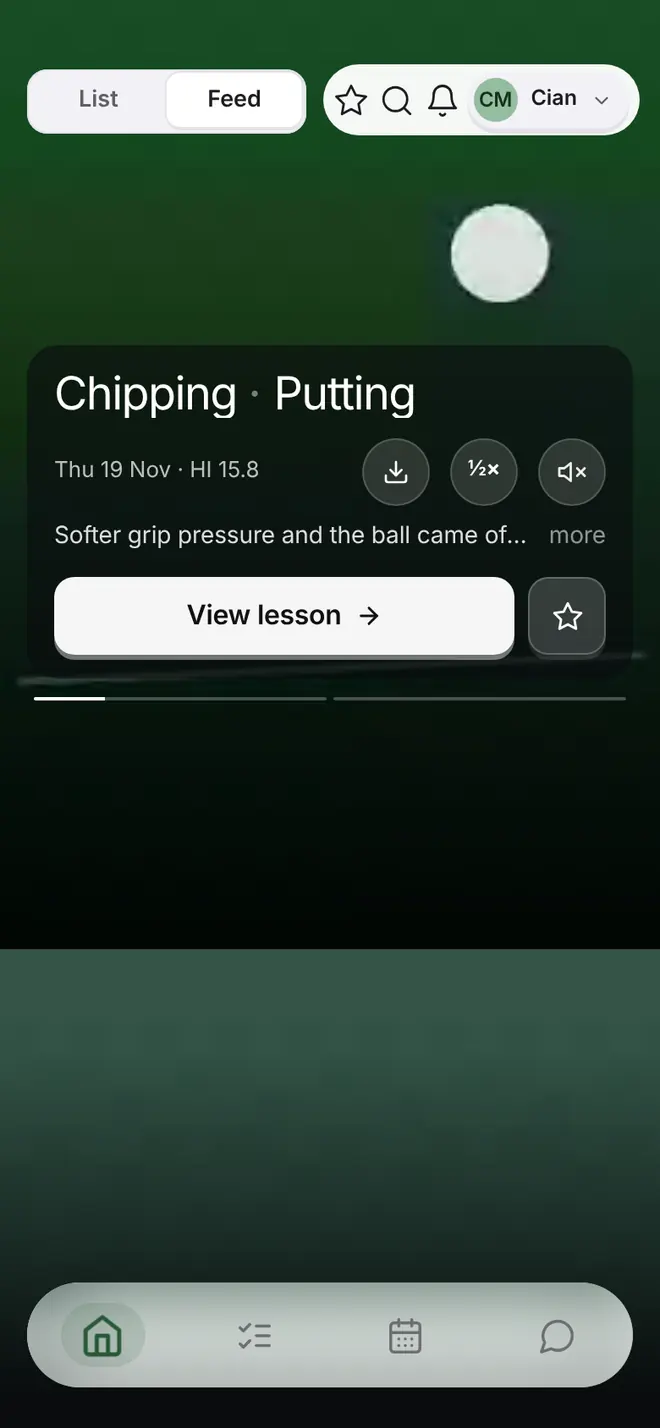 List
Feed
CM
Cian
Chipping · Putting
Thu 19 Nov · HI 15.8
½×
Softer grip pressure and the ball came of... more
View lesson →